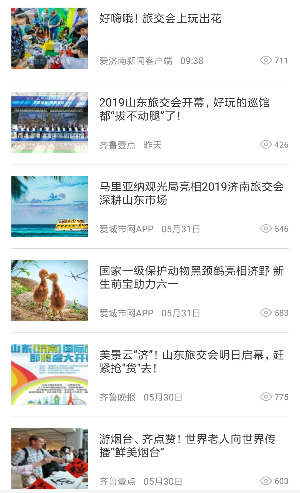 好嗨哦！旅交会上玩出花
爱济南新闻客户端 09:38 711
2019山东旅交会开幕，好玩的巡馆
都“拔不动腿”了！
齐鲁壹点 昨天 426
马里亚纳观光局亮相2019济南旅交会
深耕山东市场
爱城市网APP 05月31日 546
国家一级保护动物黑颈鹤亮相济野 新
生萌宝助力六一
爱城市网APP 05月31日 583
美景云“济”！山东旅交会明日启幕，赶
紧抢“货”去！
齐鲁晚报 05月30日 775
游烟台、齐点赞！世界老人向世界传
播“鲜美烟台”
齐鲁壹点 05月30日 603